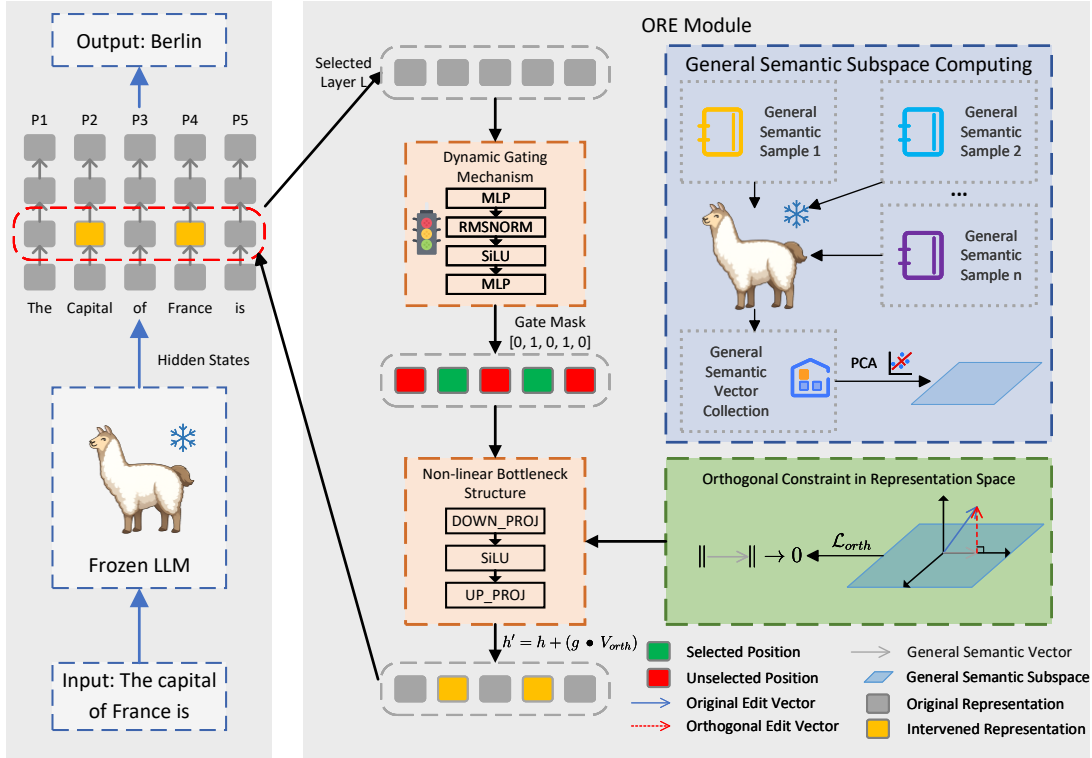 Output: Berlin
P1 P2 P3 P4 P5
The Capital of France is
Hidden States
Frozen LLM
Input: The capital
of France is
ORE Module
Selected
Layer L
Dynamic Gating
Mechanism
MLP
RMSNORM
SiLU
MLP
Gate Mask
[0, 1, 0, 1, 0]
Non-linear Bottleneck
Structure
DOWN_PROJ
SiLU
UP_PROJ
h′ = h + (g • V_orth)
General Semantic Subspace Computing
General
Semantic
Sample 1
General
Semantic
Sample 2
...
General
Semantic
Sample n
General
Semantic
Vector
Collection
PCA
Orthogonal Constraint in Representation Space
‖ ‖ → 0
ℒ_orth
Selected Position
Unselected Position
Original Edit Vector
Orthogonal Edit Vector
General Semantic Vector
General Semantic Subspace
Original Representation
Intervened Representation